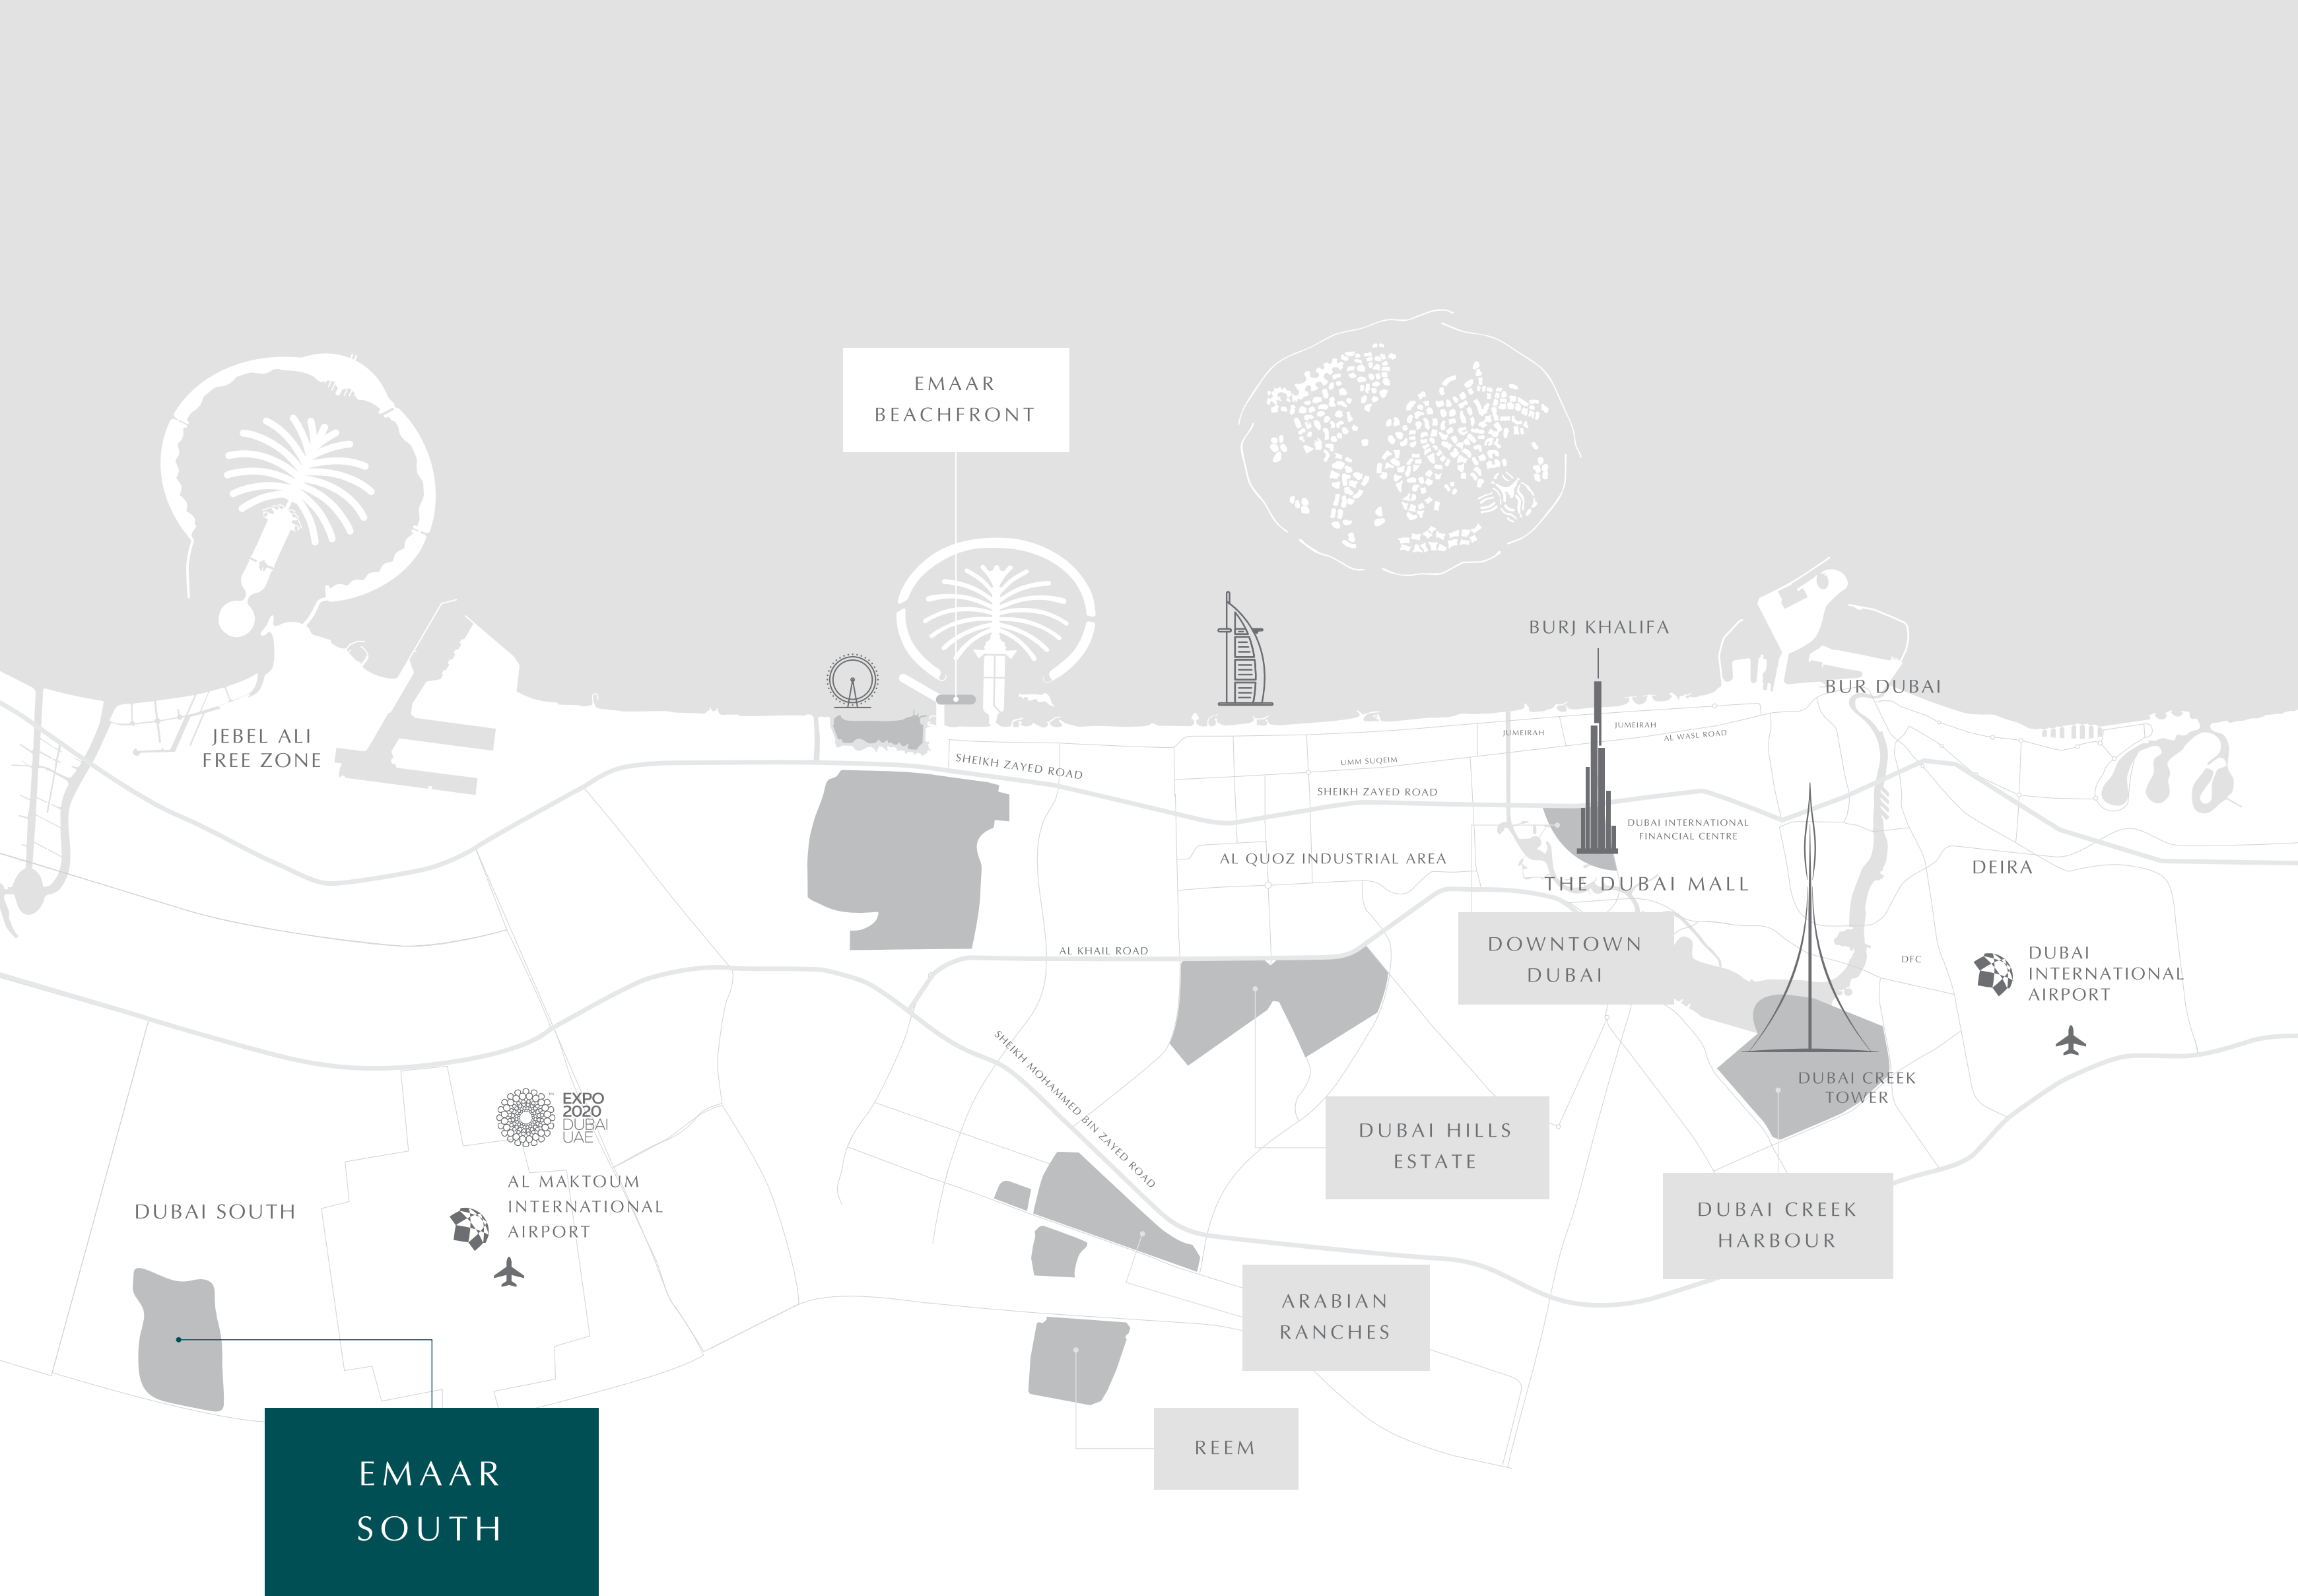 EMAAR
BEACHFRONT
BURJ KHALIFA
BUR DUBAI
JEBEL ALI
FREE ZONE
SHEIKH ZAYED ROAD
JUMEIRAH
JUMEIRAH
AL WASL ROAD
UMM SUQEIM
SHEIKH ZAYED ROAD
DUBAI INTERNATIONAL
FINANCIAL CENTRE
AL QUOZ INDUSTRIAL AREA
THE DUBAI MALL
DEIRA
DOWNTOWN
DUBAI
AL KHAIL ROAD
DFC
DUBAI
INTERNATIONAL
AIRPORT
SHEIKH MOHAMMED BIN ZAYED ROAD
DUBAI CREEK
TOWER
EXPO
2020
DUBAI
UAE
TM
DUBAI HILLS
ESTATE
AL MAKTOUM
INTERNATIONAL
AIRPORT
DUBAI SOUTH
DUBAI CREEK
HARBOUR
ARABIAN
RANCHES
REEM
EMAAR
SOUTH